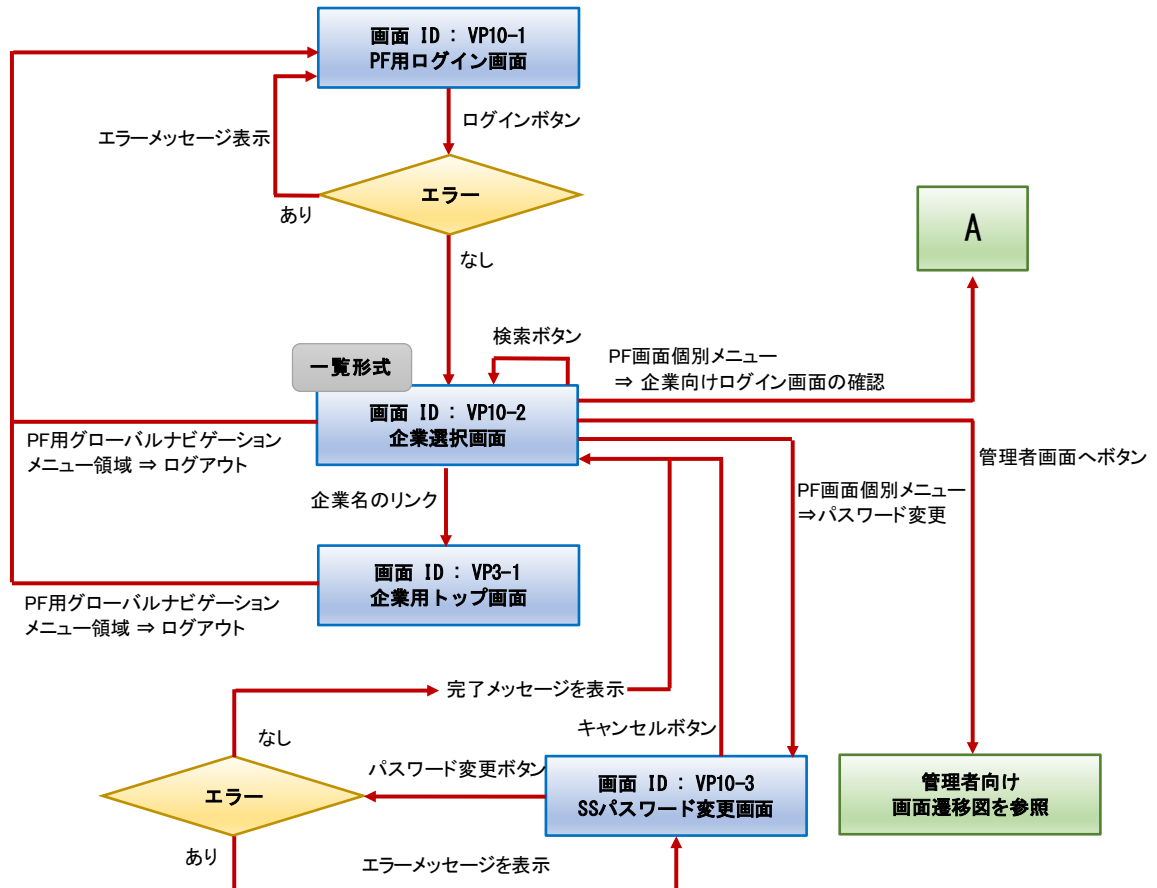 画面 ID : VP10-1
PF用ログイン画面
ログインボタン
エラーメッセージ表示
エラー
あり
なし
A
検索ボタン
PF画面個別メニュー
⇒ 企業向けログイン画面の確認
一覧形式
画面 ID : VP10-2
企業選択画面
PF用グローバルナビゲーション
メニュー領域 ⇒ ログアウト
管理者画面へボタン
PF画面個別メニュー
⇒パスワード変更
企業名のリンク
画面 ID : VP3-1
企業用トップ画面
PF用グローバルナビゲーション
メニュー領域 ⇒ ログアウト
完了メッセージを表示
キャンセルボタン
なし
パスワード変更ボタン
エラー
画面 ID : VP10-3
SSパスワード変更画面
管理者向け
画面遷移図を参照
あり
エラーメッセージを表示